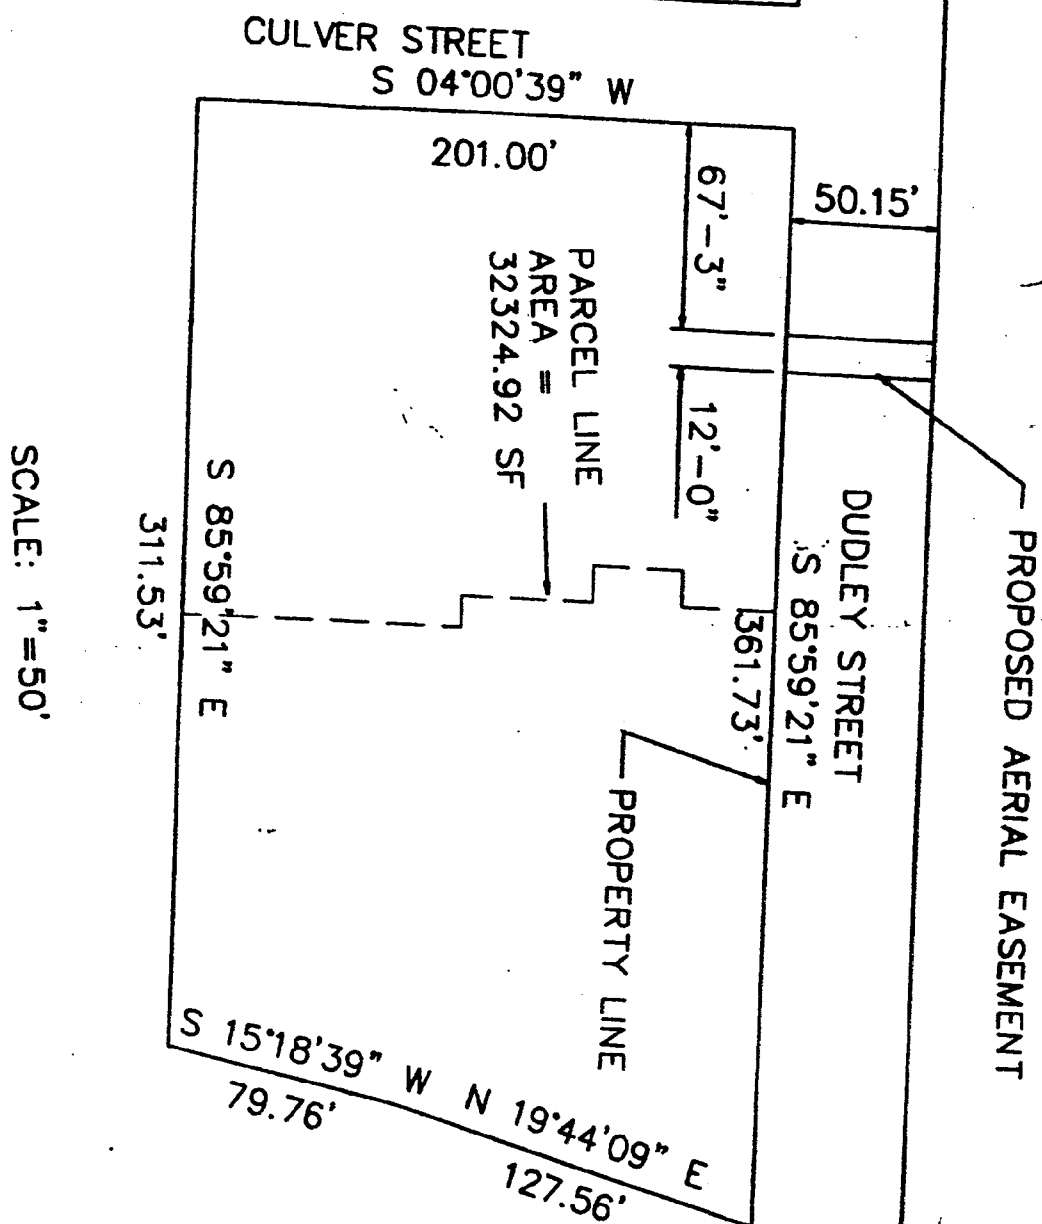 CULVER STREET
S 04°00'39" W
201.00'
67'-3"
50.15'
12'-0"
PARCEL LINE
AREA =
32324.92 SF
PROPOSED AERIAL EASEMENT
DUDLEY STREET
S 85°59'21" E
361.73'
PROPERTY LINE
S 85°59'21" E
311.53'
SCALE: 1"=50'
S 15°18'39" W
79.76'
N 19°44'09" E
127.56'